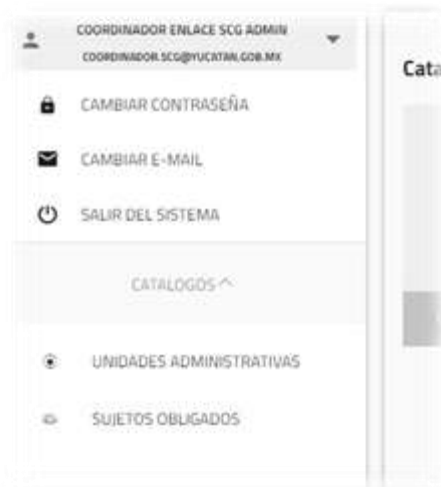 COORDINADOR ENLACE SCG ADMIN
COORDINADOR.SCG@YUCATAN.GOB.MX
CAMBIAR CONTRASEÑA
CAMBIAR E-MAIL
SALIR DEL SISTEMA
CATALOGOS
UNIDADES ADMINISTRATIVAS
SUJETOS OBLIGADOS
Cata